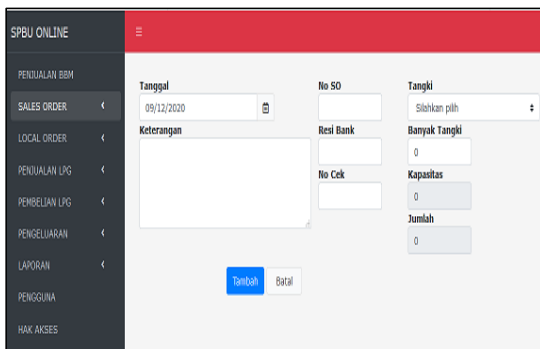 SPBU ONLINE
PENJUALAN BBM
SALES ORDER
LOCAL ORDER
PENJUALAN LPG
PEMBELIAN LPG
PENGELUARAN
LAPORAN
PENGGUNA
HAK AKSES
Tanggal
09/12/2020
Keterangan
No SO
Resi Bank
No Cek
Tangki
Silahkan pilih
Banyak Tangki
0
Kapasitas
0
Jumlah
0
Tambah
Batal